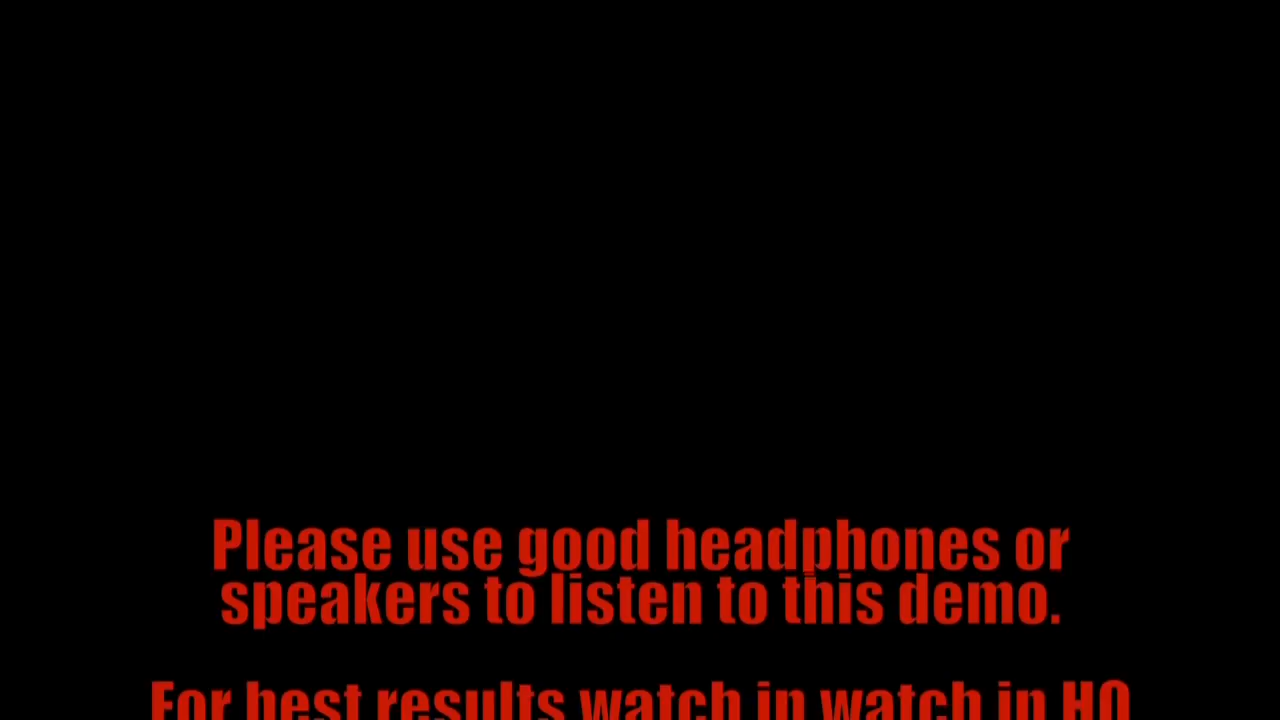 Please use good headphones or
speakers to listen to this demo.
For best results watch in watch in HQ